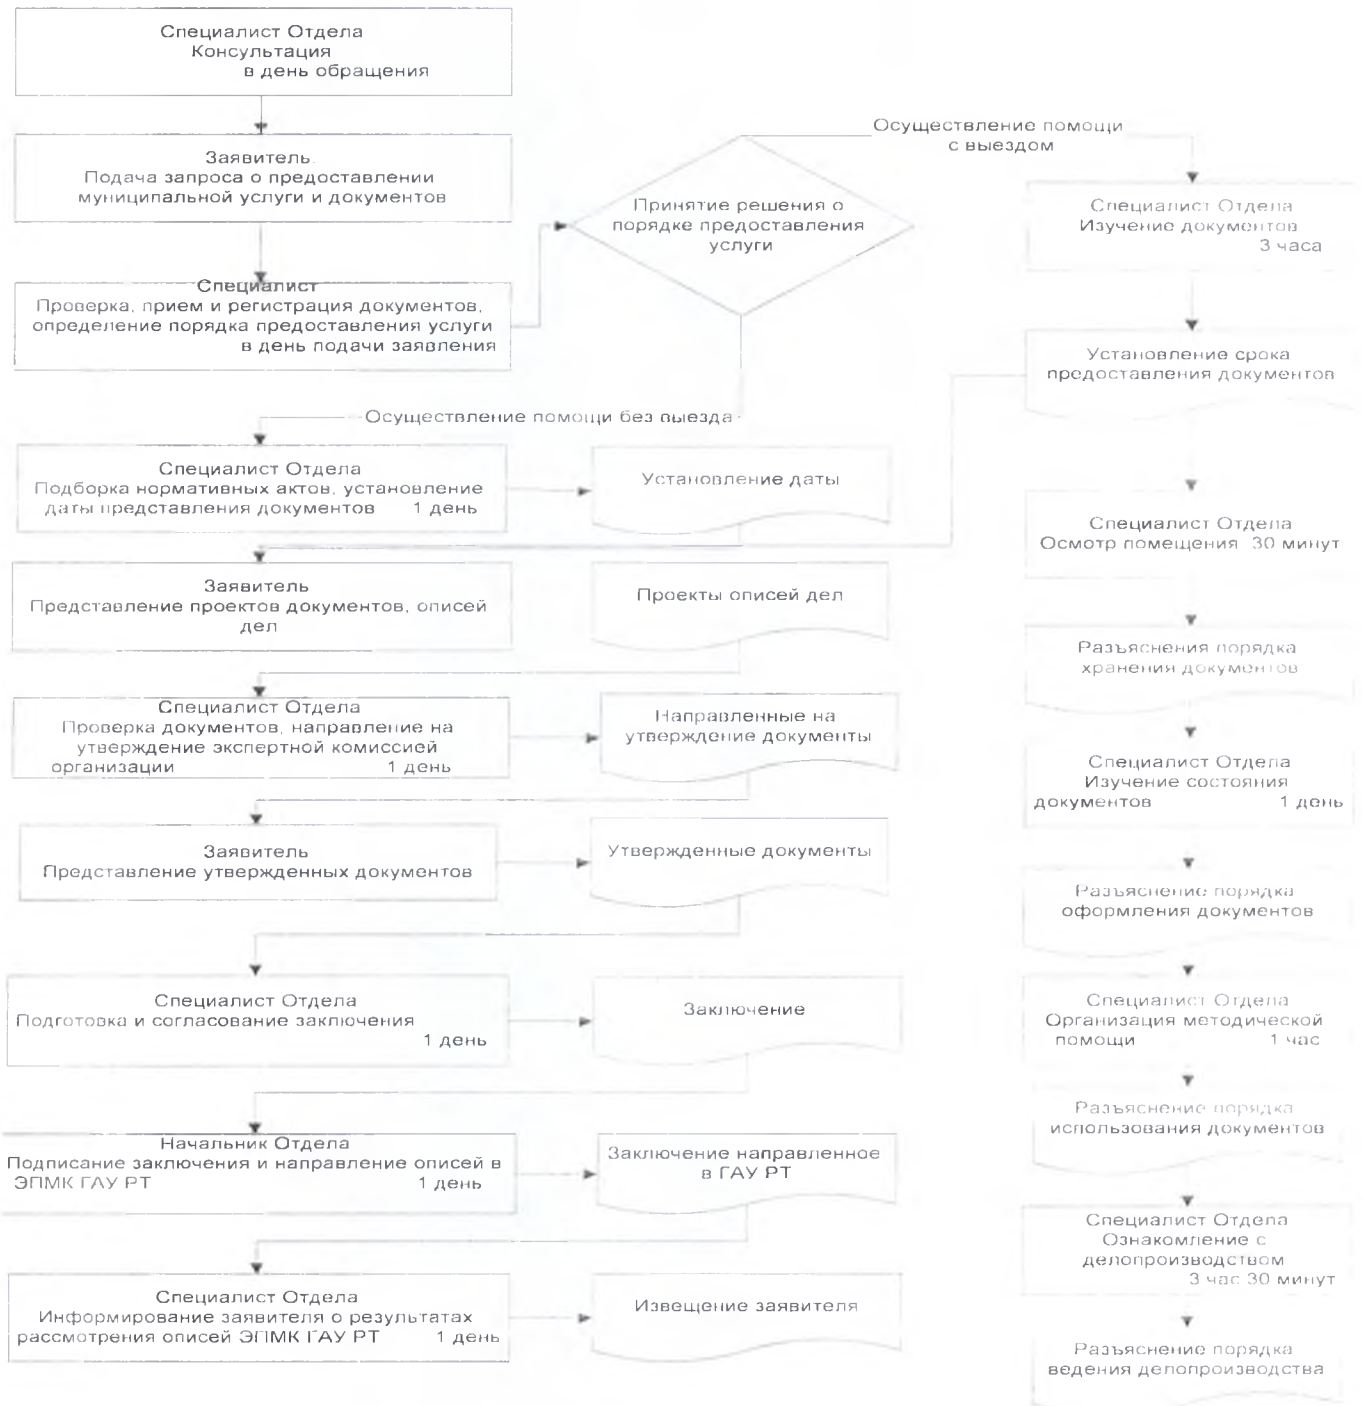 Специалист Отдела
Консультация
в день обращения
Заявитель.
Подача запроса о предоставлении
муниципальной услуги и документов
Специалист
Проверка, прием и регистрация документов,
определение порядка предоставления услуги
в день подачи заявления
Принятие решения о
порядке предоставления
услуги
Осуществление помощи
с выездом
Осуществление помощи без выезда
Специалист Отдела
Подборка нормативных актов, установление
даты представления документов 1 день
Установление даты
Заявитель
Представление проектов документов, описей
дел
Проекты описей дел
Специалист Отдела
Проверка документов, направление на
утверждение экспертной комиссией
организации 1 день
Направленные на
утверждение документы
Заявитель
Представление утвержденных документов
Утвержденные документы
Специалист Отдела
Подготовка и согласование заключения
1 день
Заключение
Начальник Отдела
Подписание заключения и направление описей в
ЭПМК ГАУ РТ 1 день
Заключение направленное
в ГАУ РТ
Специалист Отдела
Информирование заявителя о результатах
рассмотрения описей ЭПМК ГАУ РТ 1 день
Извещение заявителя
Специалист Отдела
Изучение документов
3 часа
Установление срока
предоставления документов
Специалист Отдела
Осмотр помещения 30 минут
Разъяснения порядка
хранения документов
Специалист Отдела
Изучение состояния
документов 1 день
Разъяснение порядка
оформления документов
Специалист Отдела
Организация методической
помощи 1 час
Разъяснение порядка
использования документов
Специалист Отдела
Ознакомление с
делопроизводством
3 час 30 минут
Разъяснение порядка
ведения делопроизводства